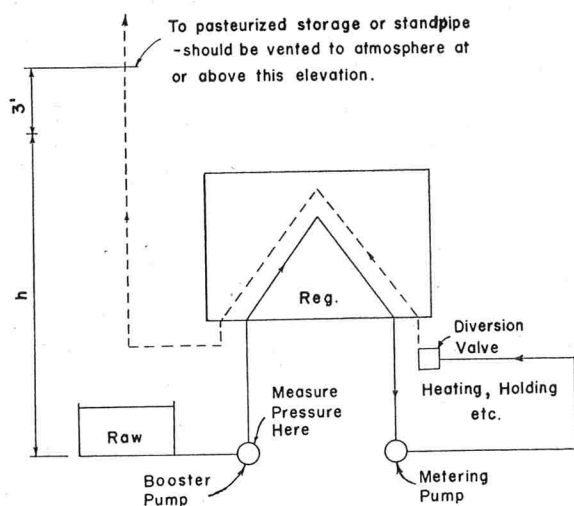 To pasteurized storage or standpipe
-should be vented to atmosphere at
or above this elevation.
3'
h
Reg.
Diversion
Valve
Heating, Holding
etc.
Measure
Pressure
Here
Raw
Booster
Pump
Metering
Pump